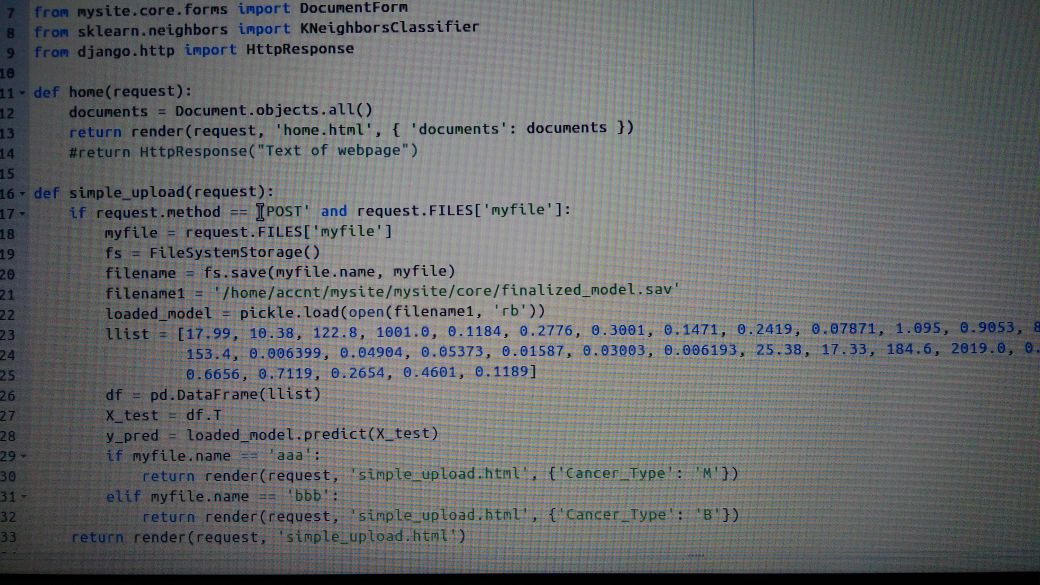 7 from mysite.core.forms import DocumentForm
8 from sklearn.neighbors import KNeighborsClassifier
9 from django.http import HttpResponse
10
11 def home(request):
12 documents = Document.objects.all()
13 return render(request, 'home.html', { 'documents': documents })
14 #return HttpResponse("Text of webpage")
15
16 def simple_upload(request):
17 if request.method == 'POST' and request.FILES['myfile']:
18 myfile = request.FILES['myfile']
19 fs = FileSystemStorage()
20 filename = fs.save(myfile.name, myfile)
21 filename1 = '/home/accnt/mysite/mysite/core/finalized_model.sav'
22 loaded_model = pickle.load(open(filename1, 'rb'))
23 llist = [17.99, 10.38, 122.8, 1001.0, 0.1184, 0.2776, 0.3001, 0.1471, 0.2419, 0.07871, 1.095, 0.9053, 8
24 153.4, 0.006399, 0.04904, 0.05373, 0.01587, 0.03003, 0.006193, 25.38, 17.33, 184.6, 2019.0, 0.
25 0.6656, 0.7119, 0.2654, 0.4601, 0.1189]
26 df = pd.DataFrame(llist)
27 X_test = df.T
28 y_pred = loaded_model.predict(X_test)
29 if myfile.name == 'aaa':
30 return render(request, 'simple_upload.html', {'Cancer_Type': 'M'})
31 elif myfile.name == 'bbb':
32 return render(request, 'simple_upload.html', {'Cancer_Type': 'B'})
33 return render(request, 'simple_upload.html')